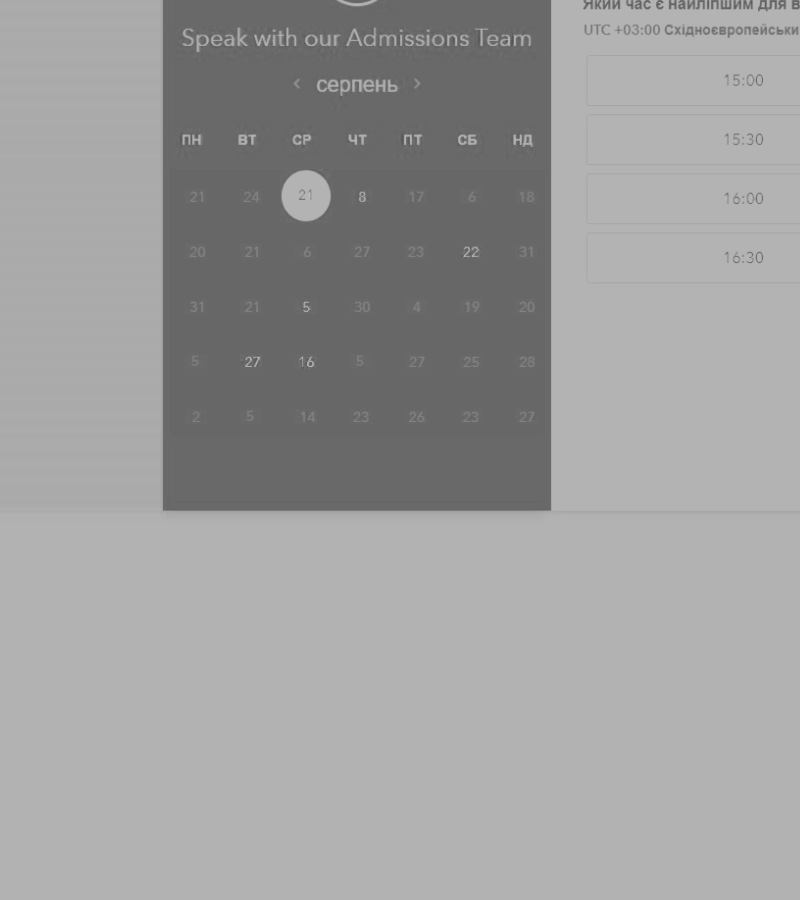 Speak with our Admissions Team
‹ серпень ›
ПН ВТ СР ЧТ ПТ СБ НД
21 24 21 8 17 6 18
20 21 6 27 23 22 31
31 21 5 30 4 19 20
5 27 16 5 27 25 28
2 5 14 23 26 23 27
Який час є найліпшим для в
UTC +03:00 Східноєвропейськи
15:00
15:30
16:00
16:30